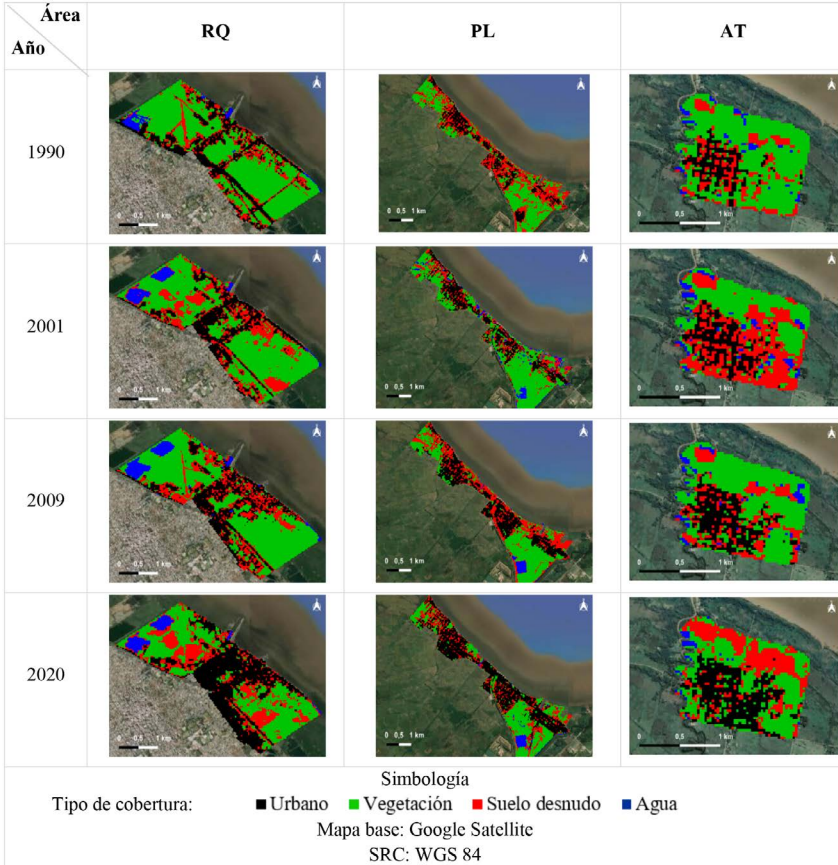 Área
Año
RQ
PL
AT
1990
0 0,5 1 km
0 0,5 1 km
0 0,5 1 km
2001
0 0,5 1 km
0 0,5 1 km
0 0,5 1 km
2009
0 0,5 1 km
0 0,5 1 km
0 0,5 1 km
2020
0 0,5 1 km
0 0,5 1 km
0 0,5 1 km
Simbología
Tipo de cobertura: Urbano Vegetación Suelo desnudo Agua
Mapa base: Google Satellite
SRC: WGS 84